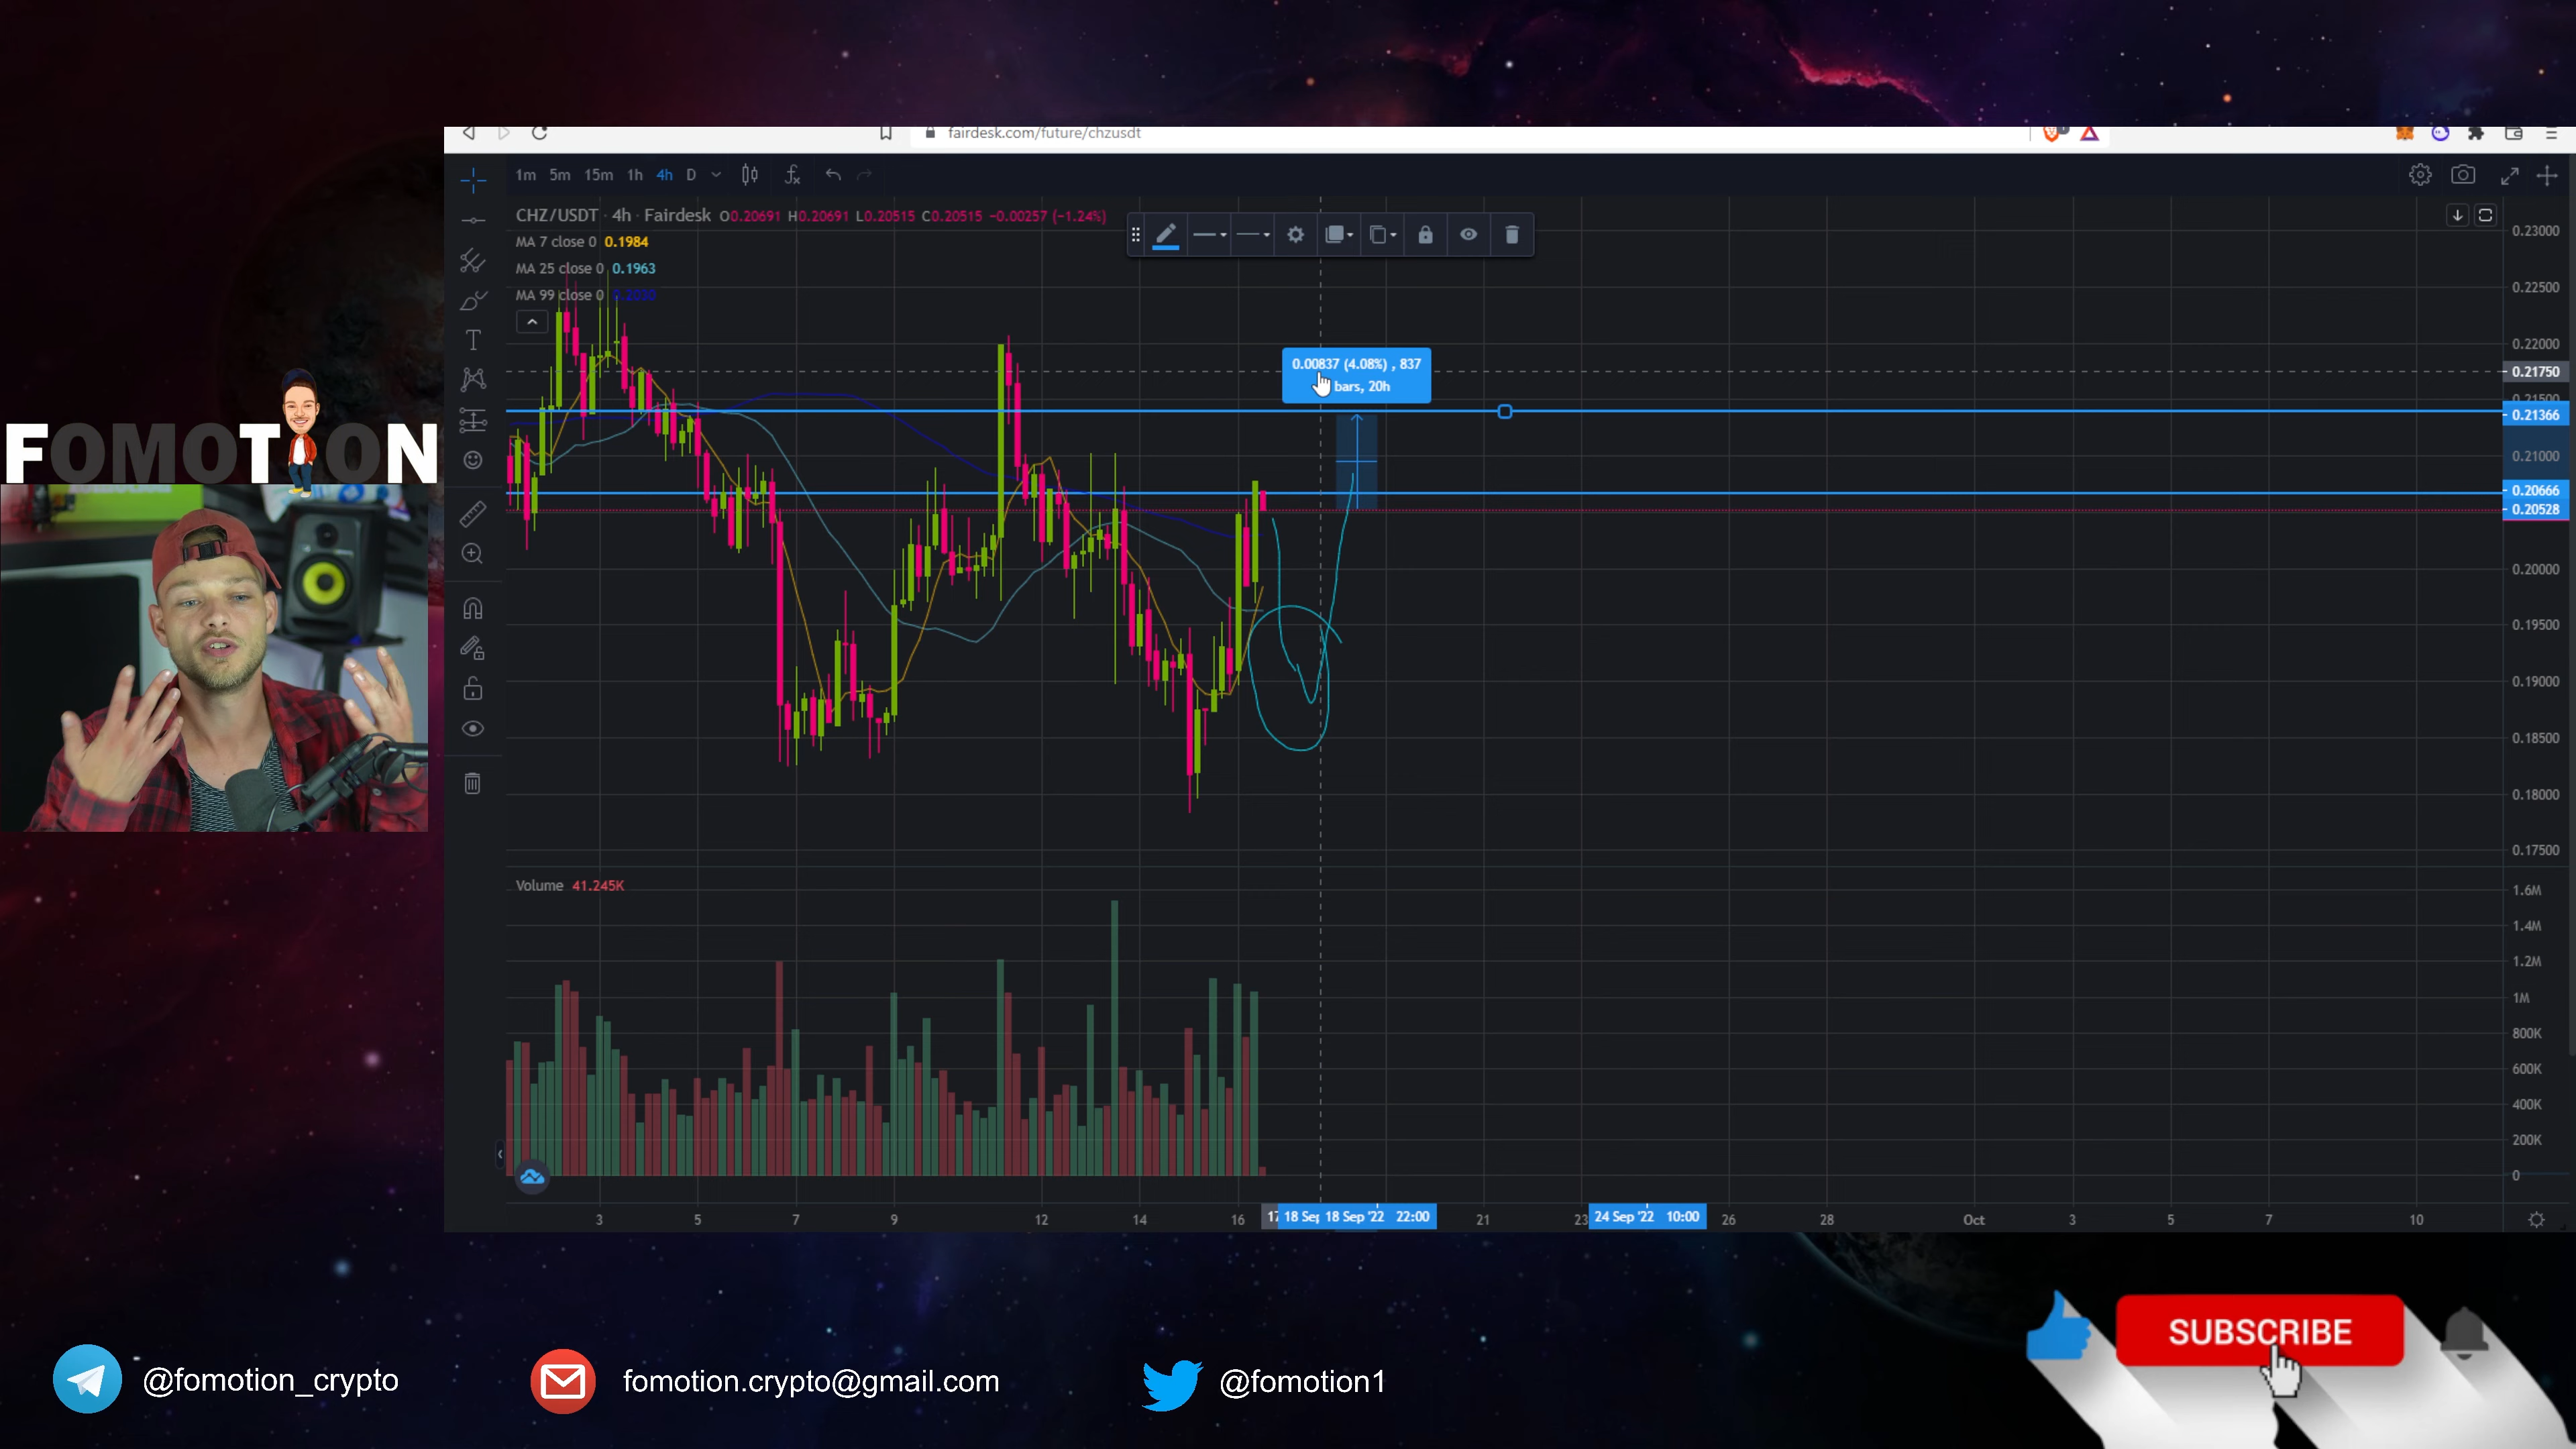 fairdesk.com/future/chzusdt
1m 5m 15m 1h 4h D
CHZ/USDT · 4h · Fairdesk O0.20691 H0.20691 L0.20515 C0.20515 −0.00257 (−1.24%)
MA 7 close 0 0.1984
MA 25 close 0 0.1963
MA 99 close 0 0.2030
0.00837 (4.08%) , 837
bars, 20h
0.23000
0.22500
0.22000
0.21750
0.21366
0.21000
0.20666
0.20528
0.20000
0.19500
0.19000
0.18500
0.18000
0.17500
FOMOTION
Volume 41.245K
1.6M
1.4M
1.2M
1M
800K
600K
400K
200K
0
3 5 7 9 12 14 16 18 Sep '22 22:00 21 23 24 Sep '22 10:00 26 28 Oct 3 5 7 10
SUBSCRIBE
@fomotion_crypto
fomotion.crypto@gmail.com
@fomotion1